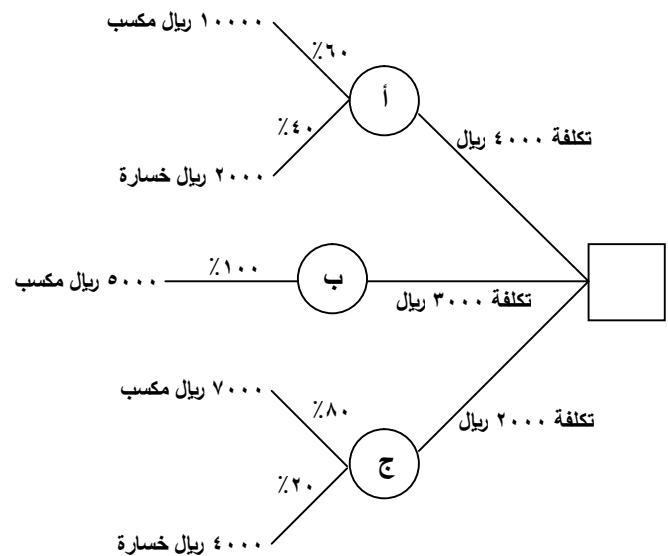 ١٠٠٠٠ ريال مكسب
٪٦٠
أ
٪٤٠
٢٠٠٠ ريال خسارة
تكلفة ٤٠٠٠ ريال
٥٠٠٠ ريال مكسب
٪١٠٠
ب
تكلفة ٣٠٠٠ ريال
٧٠٠٠ ريال مكسب
٪٨٠
ج
تكلفة ٢٠٠٠ ريال
٪٢٠
٤٠٠٠ ريال خسارة